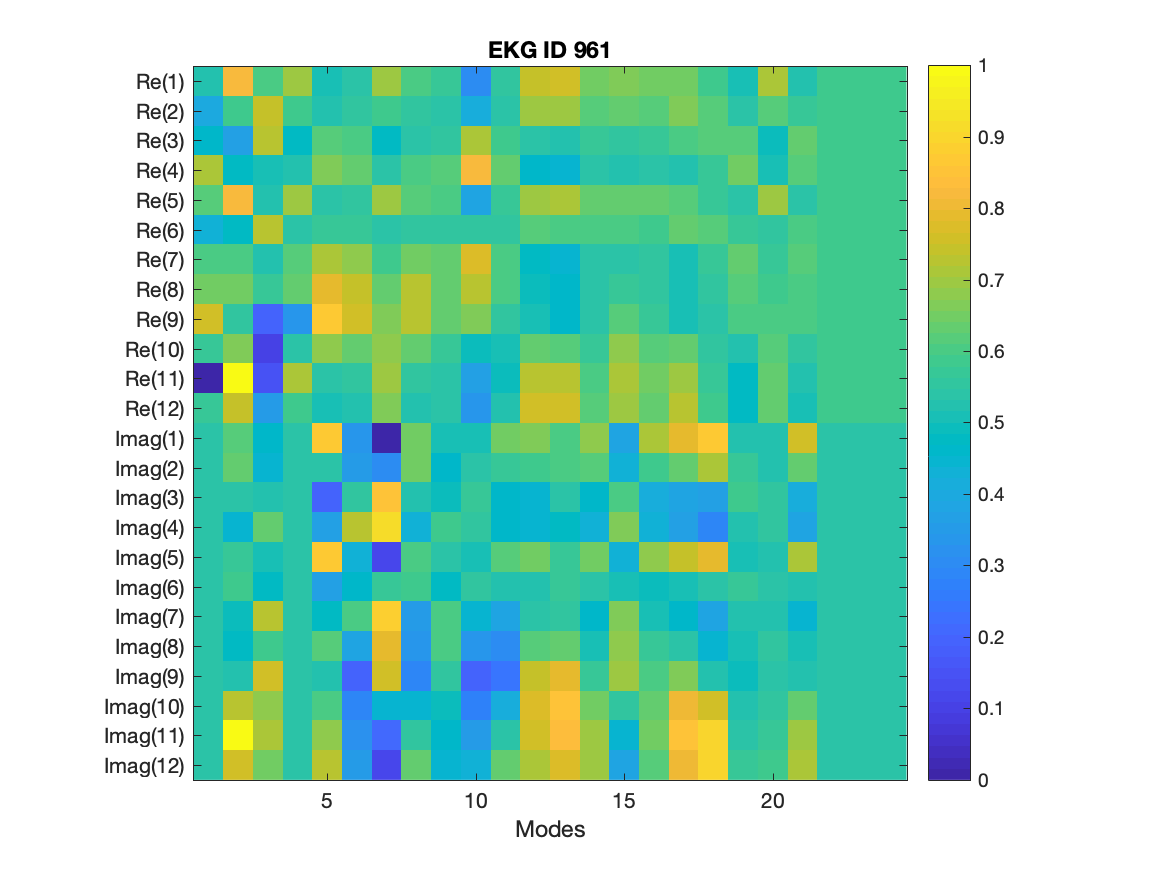 EKG ID 961
Re(1)
Re(2)
Re(3)
Re(4)
Re(5)
Re(6)
Re(7)
Re(8)
Re(9)
Re(10)
Re(11)
Re(12)
Imag(1)
Imag(2)
Imag(3)
Imag(4)
Imag(5)
Imag(6)
Imag(7)
Imag(8)
Imag(9)
Imag(10)
Imag(11)
Imag(12)
5 10 15 20
Modes
1
0.9
0.8
0.7
0.6
0.5
0.4
0.3
0.2
0.1
0